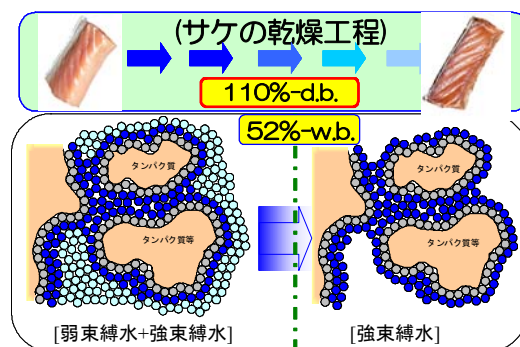 (サケの乾燥工程)
110%-d.b.
52%-w.b.
タンパク質
タンパク質等
タンパク質
タンパク質等
[弱束縛水+強束縛水]
[強束縛水]